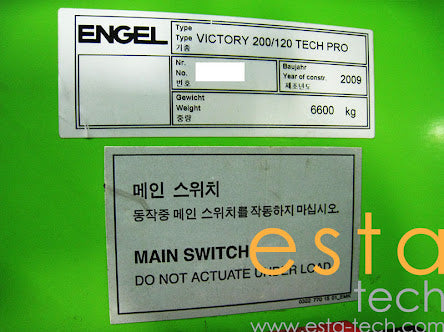 ENGEL
Type
Type VICTORY 200/120 TECH PRO
기종
Nr.
No.
번호
Baujahr
Year of constr. 2009
제조년도
Gewicht
Weight 6600 kg
중량
메인 스위치
동작중 메인 스위치를 작동하지 마십시오.
MAIN SWITCH
DO NOT ACTUATE UNDER LOAD
esta
tech
© www.esta-tech.com